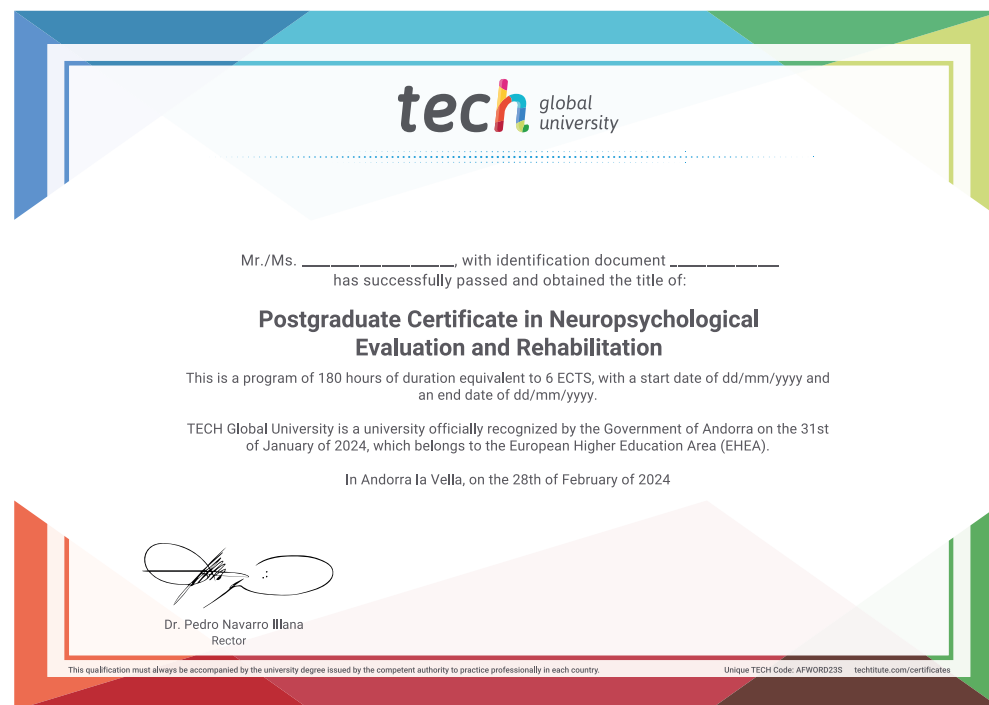 tech global university
Mr./Ms. ___________________, with identification document ____________
has successfully passed and obtained the title of:
Postgraduate Certificate in Neuropsychological
Evaluation and Rehabilitation
This is a program of 180 hours of duration equivalent to 6 ECTS, with a start date of dd/mm/yyyy and
an end date of dd/mm/yyyy.
TECH Global University is a university officially recognized by the Government of Andorra on the 31st
of January of 2024, which belongs to the European Higher Education Area (EHEA).
In Andorra la Vella, on the 28th of February of 2024
Dr. Pedro Navarro Illana
Rector
This qualification must always be accompanied by the university degree issued by the competent authority to practice professionally in each country.
Unique TECH Code: AFWORD23S techtitute.com/certificates